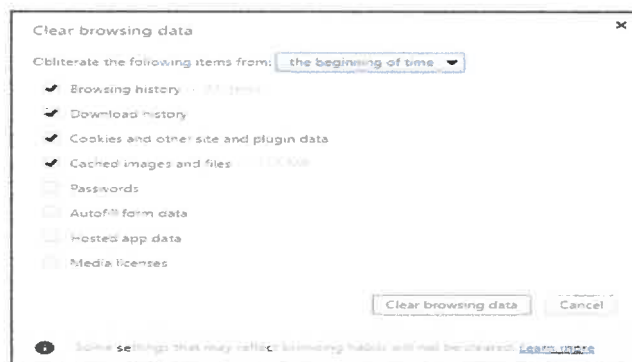 Clear browsing data
Obliterate the following items from: the beginning of time
Browsing history
Download history
Cookies and other site and plugin data
Cached images and files
Passwords
Autofill form data
Hosted app data
Media licenses
Clear browsing data Cancel
Some settings that may reflect browsing habits will not be cleared. Learn more